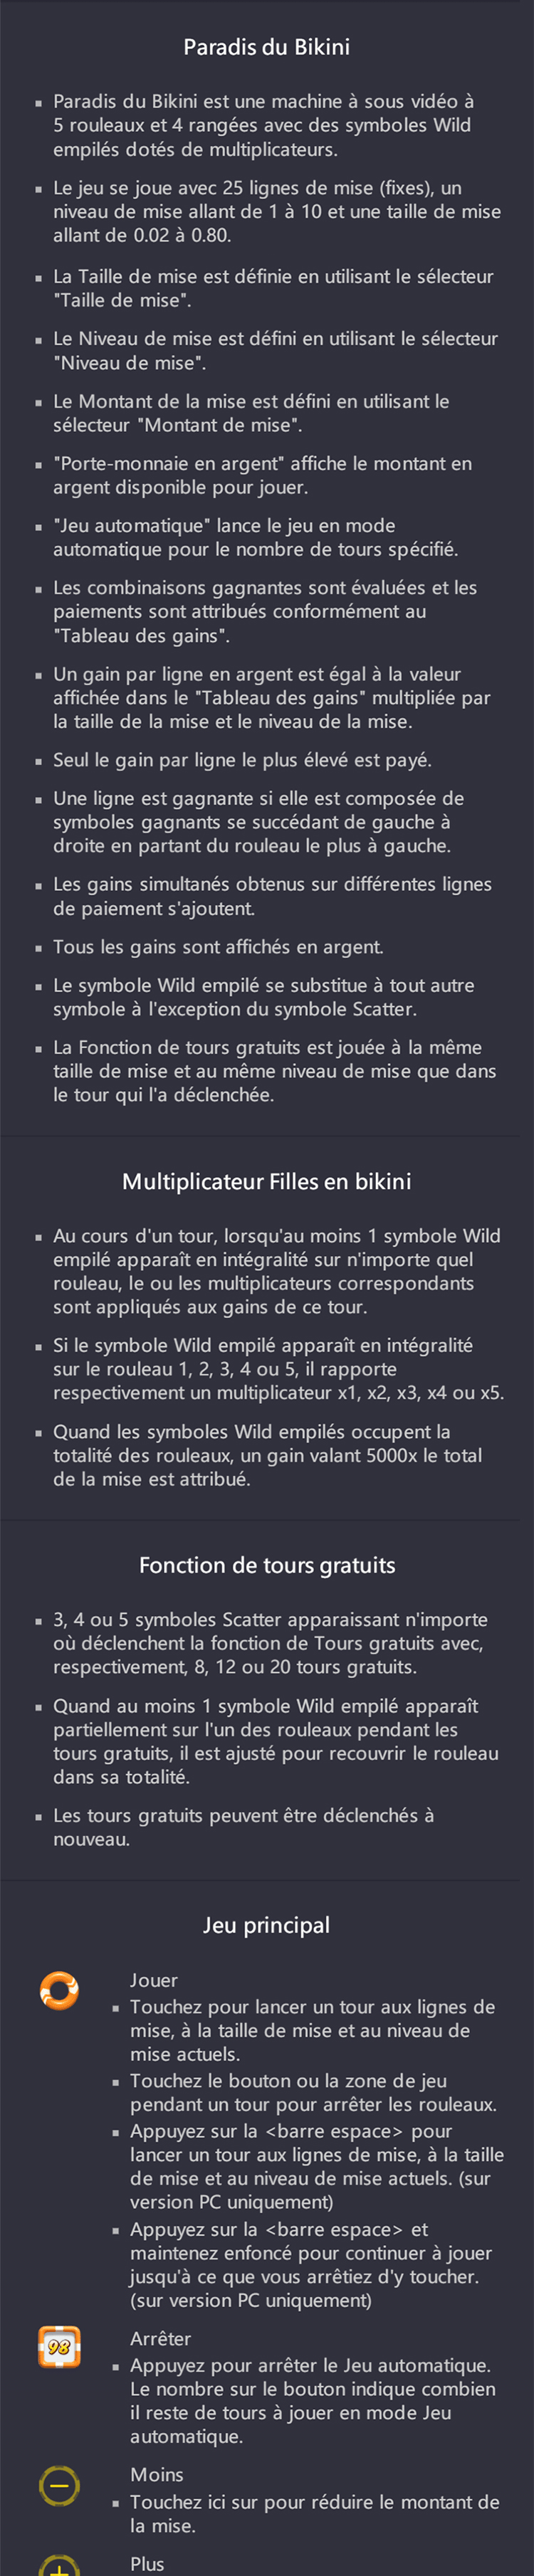 Paradis du Bikini
▪ Paradis du Bikini est une machine à sous vidéo à
5 rouleaux et 4 rangées avec des symboles Wild
empilés dotés de multiplicateurs.
▪ Le jeu se joue avec 25 lignes de mise (fixes), un
niveau de mise allant de 1 à 10 et une taille de mise
allant de 0.02 à 0.80.
▪ La Taille de mise est définie en utilisant le sélecteur
"Taille de mise".
▪ Le Niveau de mise est défini en utilisant le sélecteur
"Niveau de mise".
▪ Le Montant de la mise est défini en utilisant le
sélecteur "Montant de mise".
▪ "Porte-monnaie en argent" affiche le montant en
argent disponible pour jouer.
▪ "Jeu automatique" lance le jeu en mode
automatique pour le nombre de tours spécifié.
▪ Les combinaisons gagnantes sont évaluées et les
paiements sont attribués conformément au
"Tableau des gains".
▪ Un gain par ligne en argent est égal à la valeur
affichée dans le "Tableau des gains" multipliée par
la taille de la mise et le niveau de la mise.
▪ Seul le gain par ligne le plus élevé est payé.
▪ Une ligne est gagnante si elle est composée de
symboles gagnants se succédant de gauche à
droite en partant du rouleau le plus à gauche.
▪ Les gains simultanés obtenus sur différentes lignes
de paiement s'ajoutent.
▪ Tous les gains sont affichés en argent.
▪ Le symbole Wild empilé se substitue à tout autre
symbole à l'exception du symbole Scatter.
▪ La Fonction de tours gratuits est jouée à la même
taille de mise et au même niveau de mise que dans
le tour qui l'a déclenchée.
Multiplicateur Filles en bikini
▪ Au cours d'un tour, lorsqu'au moins 1 symbole Wild
empilé apparaît en intégralité sur n'importe quel
rouleau, le ou les multiplicateurs correspondants
sont appliqués aux gains de ce tour.
▪ Si le symbole Wild empilé apparaît en intégralité
sur le rouleau 1, 2, 3, 4 ou 5, il rapporte
respectivement un multiplicateur x1, x2, x3, x4 ou x5.
▪ Quand les symboles Wild empilés occupent la
totalité des rouleaux, un gain valant 5000x le total
de la mise est attribué.
Fonction de tours gratuits
▪ 3, 4 ou 5 symboles Scatter apparaissant n'importe
où déclenchent la fonction de Tours gratuits avec,
respectivement, 8, 12 ou 20 tours gratuits.
▪ Quand au moins 1 symbole Wild empilé apparaît
partiellement sur l'un des rouleaux pendant les
tours gratuits, il est ajusté pour recouvrir le rouleau
dans sa totalité.
▪ Les tours gratuits peuvent être déclenchés à
nouveau.
Jeu principal
Jouer
▪ Touchez pour lancer un tour aux lignes de
mise, à la taille de mise et au niveau de
mise actuels.
▪ Touchez le bouton ou la zone de jeu
pendant un tour pour arrêter les rouleaux.
▪ Appuyez sur la <barre espace> pour
lancer un tour aux lignes de mise, à la taille
de mise et au niveau de mise actuels. (sur
version PC uniquement)
▪ Appuyez sur la <barre espace> et
maintenez enfoncé pour continuer à jouer
jusqu'à ce que vous arrêtiez d'y toucher.
(sur version PC uniquement)
98
Arrêter
▪ Appuyez pour arrêter le Jeu automatique.
Le nombre sur le bouton indique combien
il reste de tours à jouer en mode Jeu
automatique.
Moins
▪ Touchez ici sur pour réduire le montant de
la mise.
Plus